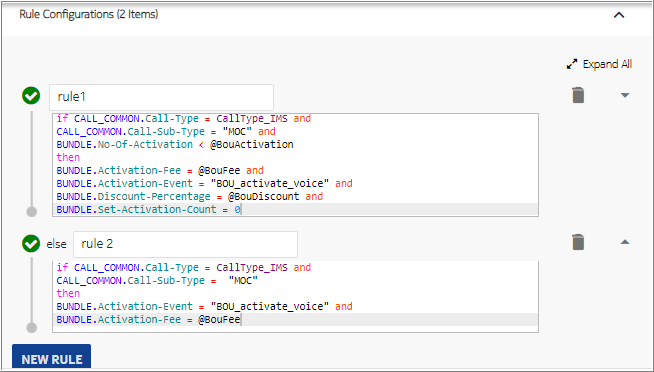 Rule Configurations (2 Items)
Expand All
rule1
if CALL_COMMON.Call-Type = CallType_IMS and
CALL_COMMON.Call-Sub-Type = "MOC" and
BUNDLE.No-Of-Activation < @BouActivation
then
BUNDLE.Activation-Fee = @BouFee and
BUNDLE.Activation-Event = "BOU_activate_voice" and
BUNDLE.Discount-Percentage = @BouDiscount and
BUNDLE.Set-Activation-Count = 0
else rule 2
if CALL_COMMON.Call-Type = CallType_IMS and
CALL_COMMON.Call-Sub-Type =  "MOC"
then
BUNDLE.Activation-Event = "BOU_activate_voice" and
BUNDLE.Activation-Fee = @BouFee
NEW RULE